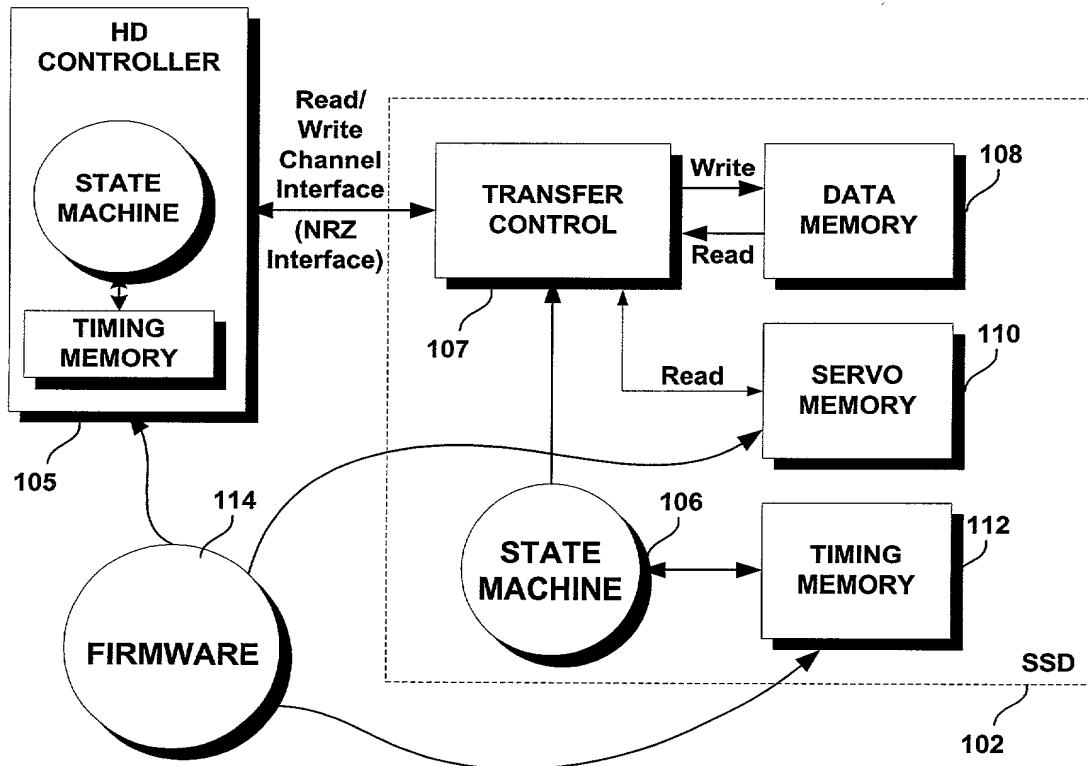 HD
CONTROLLER
STATE
MACHINE
TIMING
MEMORY
105
Read/
Write
Channel
Interface
(NRZ
Interface)
TRANSFER
CONTROL
107
Write
Read
DATA
MEMORY
108
Read
SERVO
MEMORY
110
STATE
MACHINE
106
TIMING
MEMORY
112
FIRMWARE
114
SSD
102